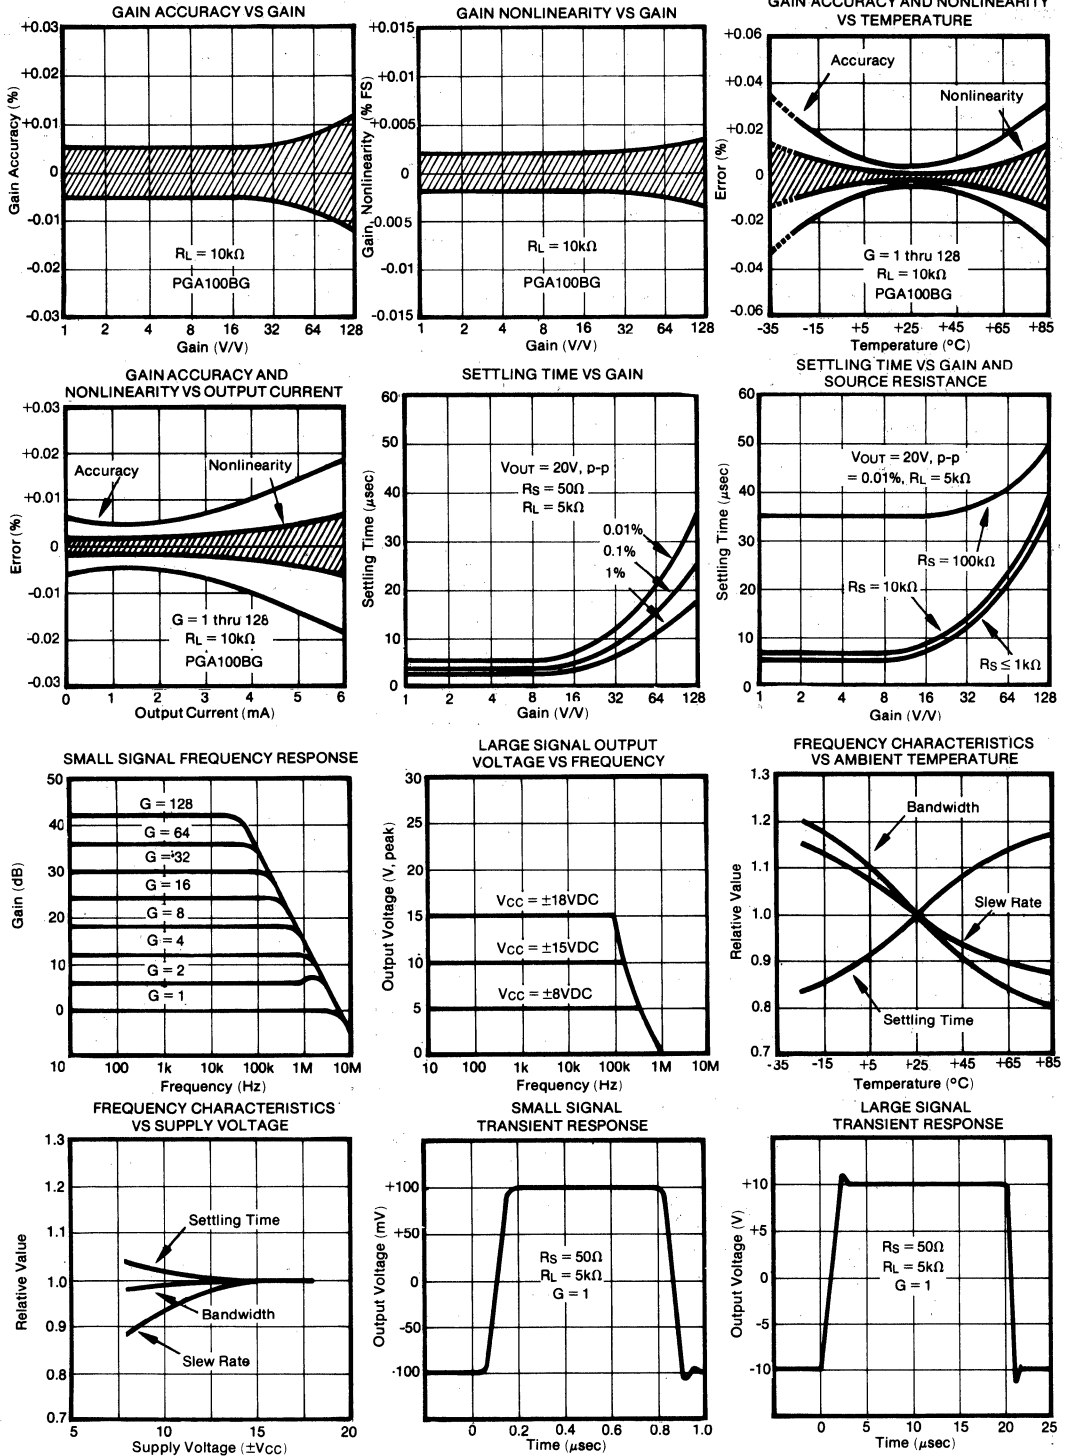 GAIN ACCURACY VS GAIN
+0.03
+0.02
+0.01
0
-0.01
-0.02
-0.03
Gain Accuracy (%)
RL = 10kΩ
PGA100BG
1 2 4 8 16 32 64 128
Gain (V/V)
GAIN NONLINEARITY VS GAIN
+0.015
+0.01
+0.005
0
-0.005
-0.01
-0.015
Gain Nonlinearity (% FS)
RL = 10kΩ
PGA100BG
1 2 4 8 16 32 64 128
Gain (V/V)
GAIN ACCURACY AND NONLINEARITY
VS TEMPERATURE
+0.06
+0.04
+0.02
0
-0.02
-0.04
-0.06
Error (%)
Accuracy
Nonlinearity
G = 1 thru 128
RL = 10kΩ
PGA100BG
-35 -15 +5 +25 +45 +65 +85
Temperature (°C)
GAIN ACCURACY AND
NONLINEARITY VS OUTPUT CURRENT
+0.03
+0.02
+0.01
0
-0.01
-0.02
-0.03
Error (%)
Accuracy
Nonlinearity
G = 1 thru 128
RL = 10kΩ
PGA100BG
0 1 2 3 4 5 6
Output Current (mA)
SETTLING TIME VS GAIN
60
50
40
30
20
10
0
Settling Time (μsec)
VOUT = 20V, p-p
RS = 50Ω
RL = 5kΩ
0.01%
0.1%
1%
1 2 4 8 16 32 64 128
Gain (V/V)
SETTLING TIME VS GAIN AND
SOURCE RESISTANCE
60
50
40
30
20
10
0
Settling Time (μsec)
VOUT = 20V, p-p
= 0.01%, RL = 5kΩ
RS = 100kΩ
RS = 10kΩ
RS ≤ 1kΩ
1 2 4 8 16 32 64 128
Gain (V/V)
SMALL SIGNAL FREQUENCY RESPONSE
50
40
30
20
10
0
10
Gain (dB)
G = 128
G = 64
G = 32
G = 16
G = 8
G = 4
G = 2
G = 1
10 100 1k 10k 100k 1M 10M
Frequency (Hz)
LARGE SIGNAL OUTPUT
VOLTAGE VS FREQUENCY
30
25
20
15
10
5
0
Output Voltage (V, peak)
VCC = ±18VDC
VCC = ±15VDC
VCC = ±8VDC
10 100 1k 10k 100k 1M 10M
Frequency (Hz)
FREQUENCY CHARACTERISTICS
VS AMBIENT TEMPERATURE
1.3
1.2
1.1
1.0
0.9
0.8
0.7
Relative Value
Bandwidth
Slew Rate
Settling Time
-35 -15 +5 +25 +45 +65 +85
Temperature (°C)
FREQUENCY CHARACTERISTICS
VS SUPPLY VOLTAGE
1.3
1.2
1.1
1.0
0.9
1.0
0.7
Relative Value
Settling Time
Bandwidth
Slew Rate
5 10 15 20
Supply Voltage (±VCC)
SMALL SIGNAL
TRANSIENT RESPONSE
+100
+50
0
-50
-100
Output Voltage (mV)
RS = 50Ω
RL = 5kΩ
G = 1
0 0.2 0.4 0.6 0.8 1.0
Time (μsec)
LARGE SIGNAL
TRANSIENT RESPONSE
+10
+5
0
-5
-10
Output Voltage (V)
RS = 50Ω
RL = 5kΩ
G = 1
0 5 10 15 20 25
Time (μsec)